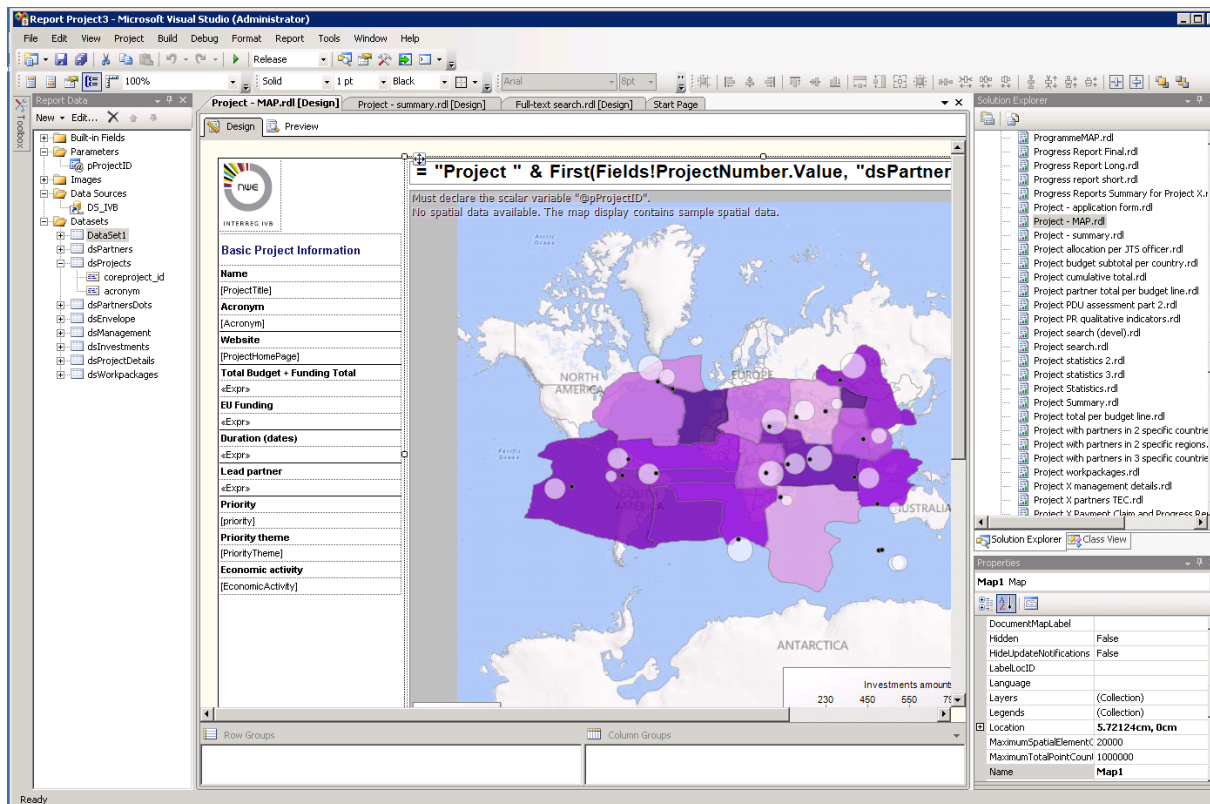 Report Project3 - Microsoft Visual Studio (Administrator)
File Edit View Project Build Debug Format Report Tools Window Help
Release
100% Solid 1 pt Black Arial 8pt
Toolbox
Report Data
New Edit...
Built-in Fields
Parameters
pProjectID
Images
Data Sources
DS_IVB
Datasets
DataSet1
dsPartners
dsProjects
coreproject_id
acronym
dsPartnersDots
dsEnvelope
dsManagement
dsInvestments
dsProjectDetails
dsWorkpackages
Project - MAP.rdl [Design] Project - summary.rdl [Design] Full-text search.rdl [Design] Start Page
Design Preview
nwe
INTERREG IVB
Basic Project Information
Name
[ProjectTitle]
Acronym
[Acronym]
Website
[ProjectHomePage]
Total Budget + Funding Total
«Expr»
EU Funding
«Expr»
Duration (dates)
«Expr»
Lead partner
«Expr»
Priority
[priority]
Priority theme
[PriorityTheme]
Economic activity
[EconomicActivity]
= "Project " & First(Fields!ProjectNumber.Value, "dsPartner
Must declare the scalar variable "@pProjectID".
No spatial data available. The map display contains sample spatial data.
Arctic
Ocean
NORTH
AMERICA
EUROPE
ASIA
Pacific
Ocean
SOUTH
AMERICA
AUSTRALIA
ANTARCTICA
Investments amount
230 450 550
Row Groups
Column Groups
Solution Explorer
ProgrammeMAP.rdl
Progress Report Final.rdl
Progress Report Long.rdl
Progress report short.rdl
Progress Reports Summary for Project X.r
Project - application form.rdl
Project - MAP.rdl
Project - summary.rdl
Project allocation per JTS officer.rdl
Project budget subtotal per country.rdl
Project cumulative total.rdl
Project partner total per budget line.rdl
Project PDU assessment part 2.rdl
Project PR qualitative indicators.rdl
Project search (devel).rdl
Project search.rdl
Project statistics 2.rdl
Project statistics 3.rdl
Project Statistics.rdl
Project Summary.rdl
Project total per budget line.rdl
Project with partners in 2 specific countrie
Project with partners in 2 specific regions.
Project with partners in 3 specific countrie
Project workpackages.rdl
Project X management details.rdl
Project X partners TEC.rdl
Project X Payment Claim and Progress Re
Solution Explorer Class View
Properties
Map1 Map
DocumentMapLabel
Hidden False
HideUpdateNotifications False
LabelLocID
Language
Layers (Collection)
Legends (Collection)
Location 5.72124cm, 0cm
MaximumSpatialElementC 20000
MaximumTotalPointCount 1000000
Name Map1
Ready